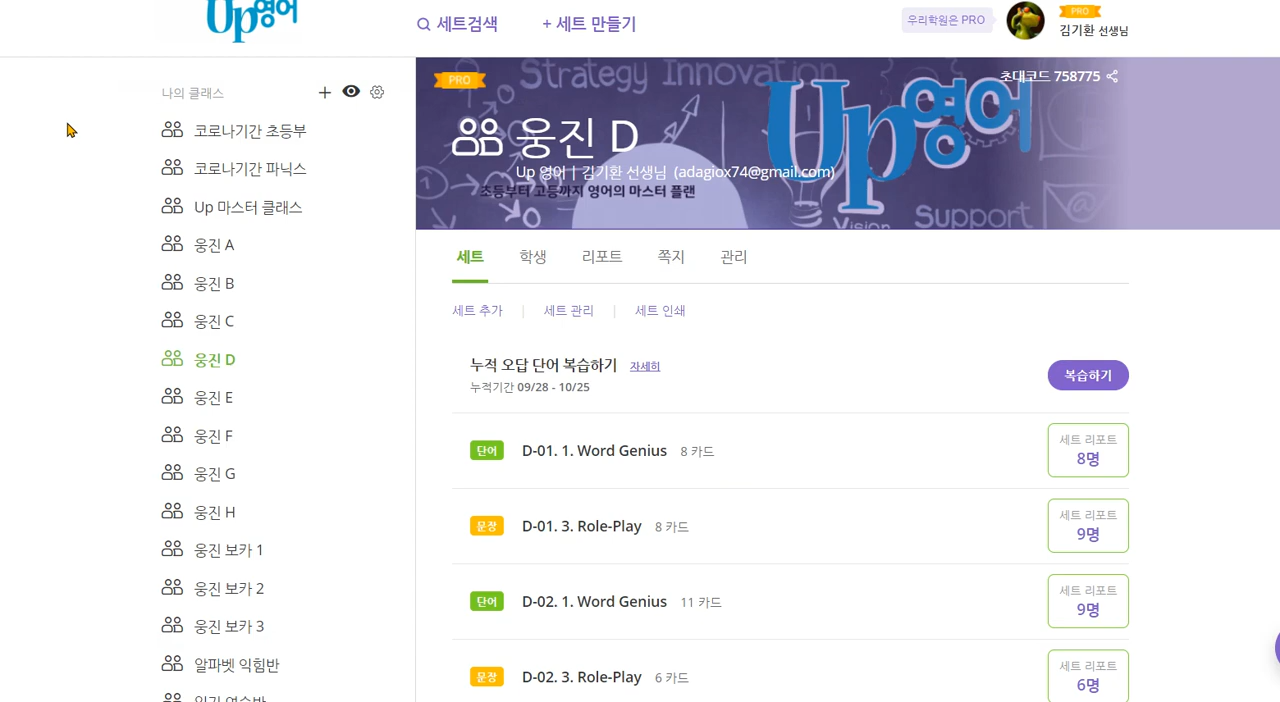 Up영어
세트검색
+ 세트 만들기
우리학원은 PRO
PRO
김기환 선생님
나의 클래스
코로나기간 초등부
코로나기간 파닉스
Up 마스터 클래스
웅진 A
웅진 B
웅진 C
웅진 D
웅진 E
웅진 F
웅진 G
웅진 H
웅진 보카 1
웅진 보카 2
웅진 보카 3
알파벳 익힘반
PRO
Strategy Innovation
초대코드 758775
Up영어
웅진 D
Up 영어 | 김기환 선생님 (adagiox74@gmail.com)
초등부터 고등까지 영어의 마스터 플랜
Support
Vision
세트
학생
리포트
쪽지
관리
세트 추가 | 세트 관리 | 세트 인쇄
누적 오답 단어 복습하기 자세히
누적기간 09/28 - 10/25
복습하기
단어 D-01. 1. Word Genius 8 카드
세트 리포트
8명
문장 D-01. 3. Role-Play 8 카드
세트 리포트
9명
단어 D-02. 1. Word Genius 11 카드
세트 리포트
9명
문장 D-02. 3. Role-Play 6 카드
세트 리포트
6명